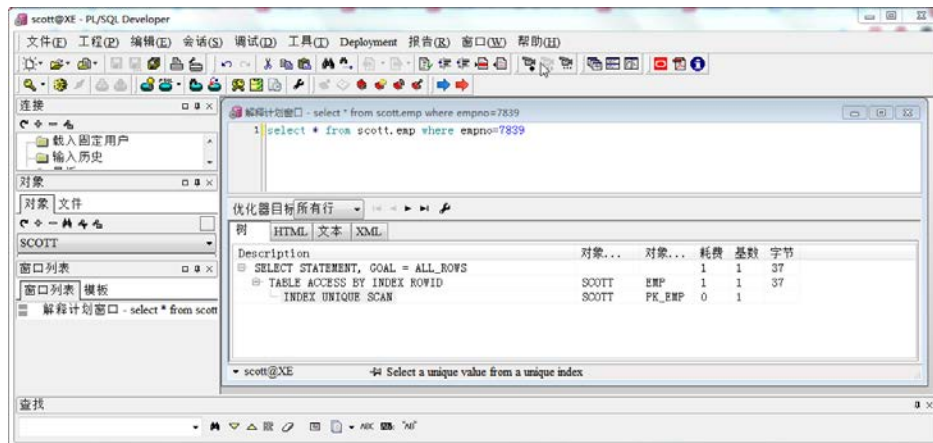 scott@XE - PL/SQL Developer
文件(F) 工程(P) 编辑(E) 会话(S) 调试(D) 工具(T) Deployment 报告(R) 窗口(W) 帮助(H)
连接
载入固定用户
输入历史
对象
对象 文件
SCOTT
窗口列表
窗口列表 模板
解释计划窗口 - select * from scott
解释计划窗口 - select * from scott.emp where empno=7839
1 select * from scott.emp where empno=7839
优化器目标 所有行
树 HTML 文本 XML
Description 对象... 对象... 耗费 基数 字节
SELECT STATEMENT, GOAL = ALL_ROWS 1 1 37
TABLE ACCESS BY INDEX ROWID SCOTT EMP 1 1 37
INDEX UNIQUE SCAN SCOTT PK_EMP 0 1
scott@XE Select a unique value from a unique index
查找